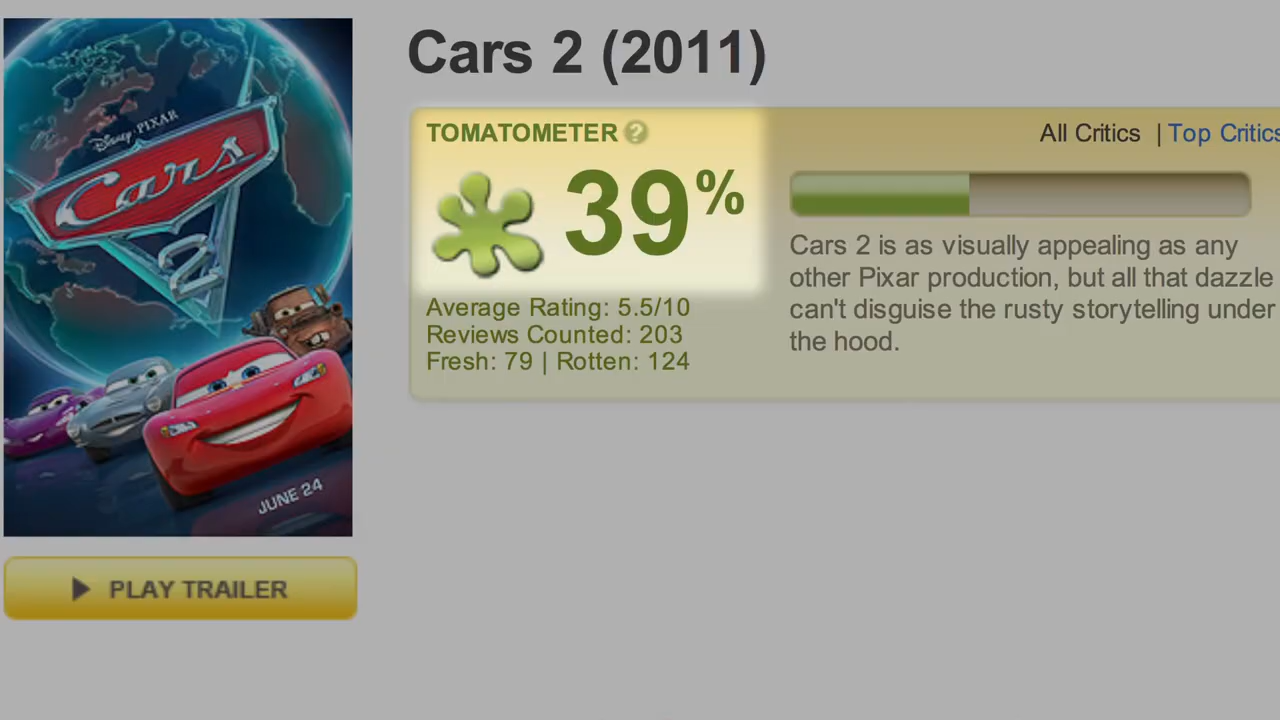 Disney · PIXAR
Cars
2
JUNE 24
PLAY TRAILER
Cars 2 (2011)
TOMATOMETER ?
39%
Average Rating: 5.5/10
Reviews Counted: 203
Fresh: 79 | Rotten: 124
All Critics | Top Critics
Cars 2 is as visually appealing as any
other Pixar production, but all that dazzle
can't disguise the rusty storytelling under
the hood.